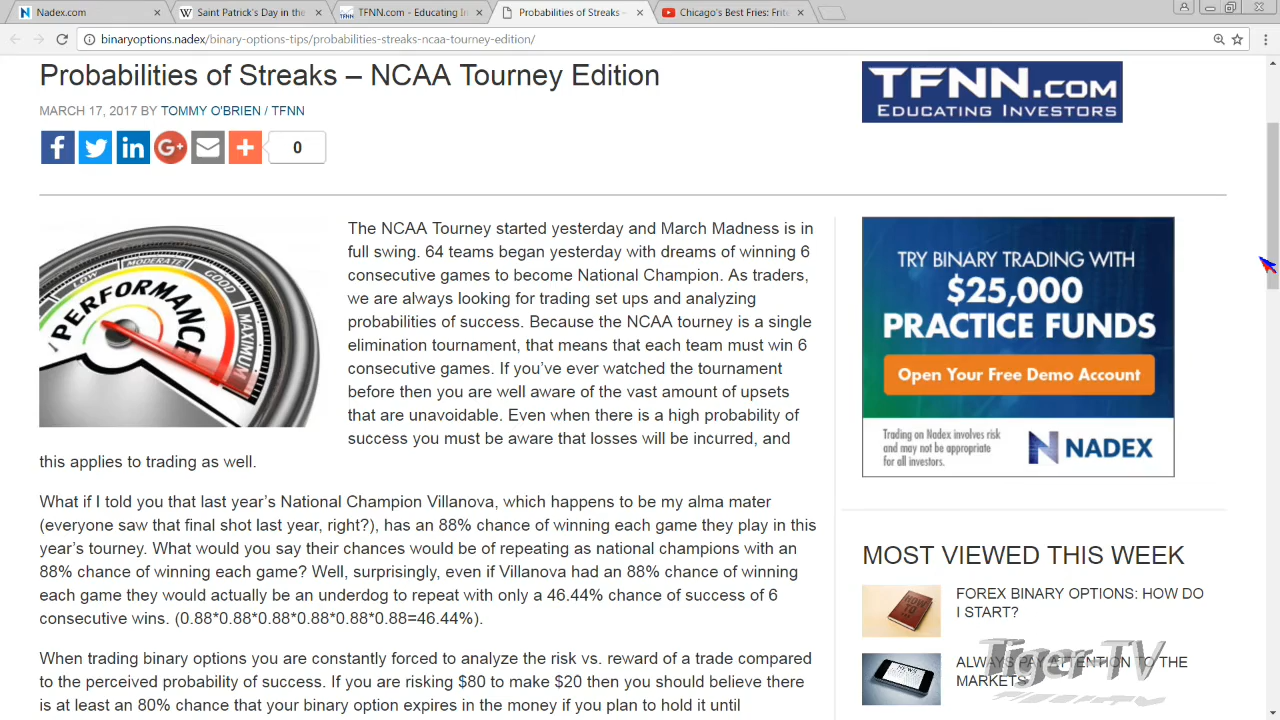 Nadex.com
Saint Patrick's Day in the
TFNN.com - Educating In
Probabilities of Streaks –
Chicago's Best Fries: Frite
binaryoptions.nadex/binary-options-tips/probabilities-streaks-ncaa-tourney-edition/
Probabilities of Streaks – NCAA Tourney Edition
MARCH 17, 2017 BY TOMMY O'BRIEN / TFNN
0
TFNN.COM
EDUCATING INVESTORS
LOW
MODERATE
GOOD
MAXIMUM
PERFORMANCE
The NCAA Tourney started yesterday and March Madness is in
full swing. 64 teams began yesterday with dreams of winning 6
consecutive games to become National Champion. As traders,
we are always looking for trading set ups and analyzing
probabilities of success. Because the NCAA tourney is a single
elimination tournament, that means that each team must win 6
consecutive games. If you've ever watched the tournament
before then you are well aware of the vast amount of upsets
that are unavoidable. Even when there is a high probability of
success you must be aware that losses will be incurred, and
this applies to trading as well.
What if I told you that last year's National Champion Villanova, which happens to be my alma mater
(everyone saw that final shot last year, right?), has an 88% chance of winning each game they play in this
year's tourney. What would you say their chances would be of repeating as national champions with an
88% chance of winning each game? Well, surprisingly, even if Villanova had an 88% chance of winning
each game they would actually be an underdog to repeat with only a 46.44% chance of success of 6
consecutive wins. (0.88*0.88*0.88*0.88*0.88*0.88=46.44%).
When trading binary options you are constantly forced to analyze the risk vs. reward of a trade compared
to the perceived probability of success. If you are risking $80 to make $20 then you should believe there
is at least an 80% chance that your binary option expires in the money if you plan to hold it until
TRY BINARY TRADING WITH
$25,000
PRACTICE FUNDS
Open Your Free Demo Account
Trading on Nadex involves risk
and may not be appropriate
for all investors.
NADEX
MOST VIEWED THIS WEEK
FOREX BINARY OPTIONS: HOW DO
I START?
ALWAYS PAY ATTENTION TO THE
MARKETS
Tiger TV